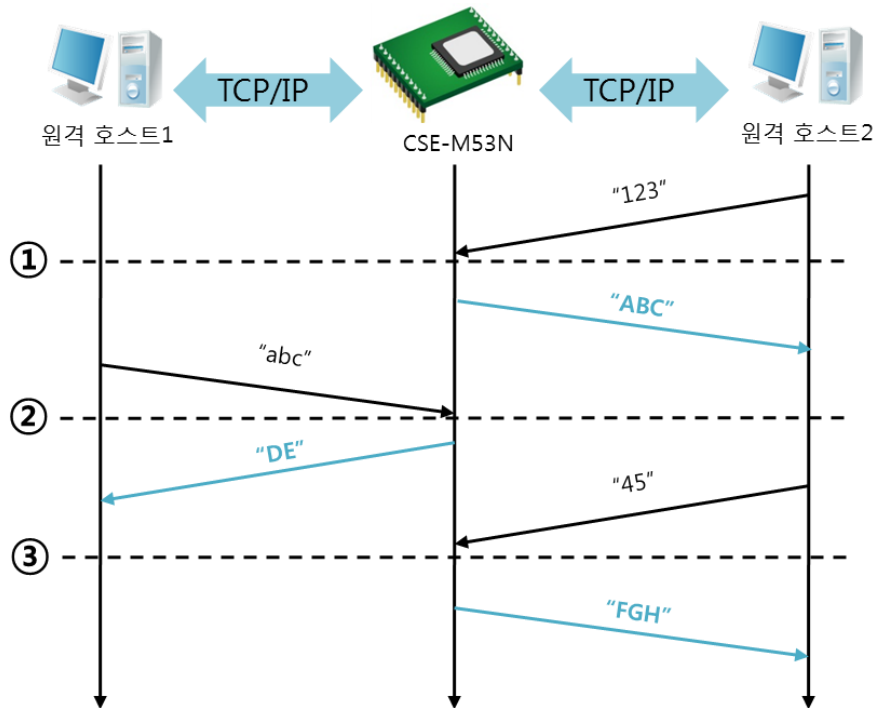 TCP/IP
TCP/IP
원격 호스트1
CSE-M53N
원격 호스트2
“123”
①
“ABC”
“abc”
②
“DE”
“45”
③
“FGH”